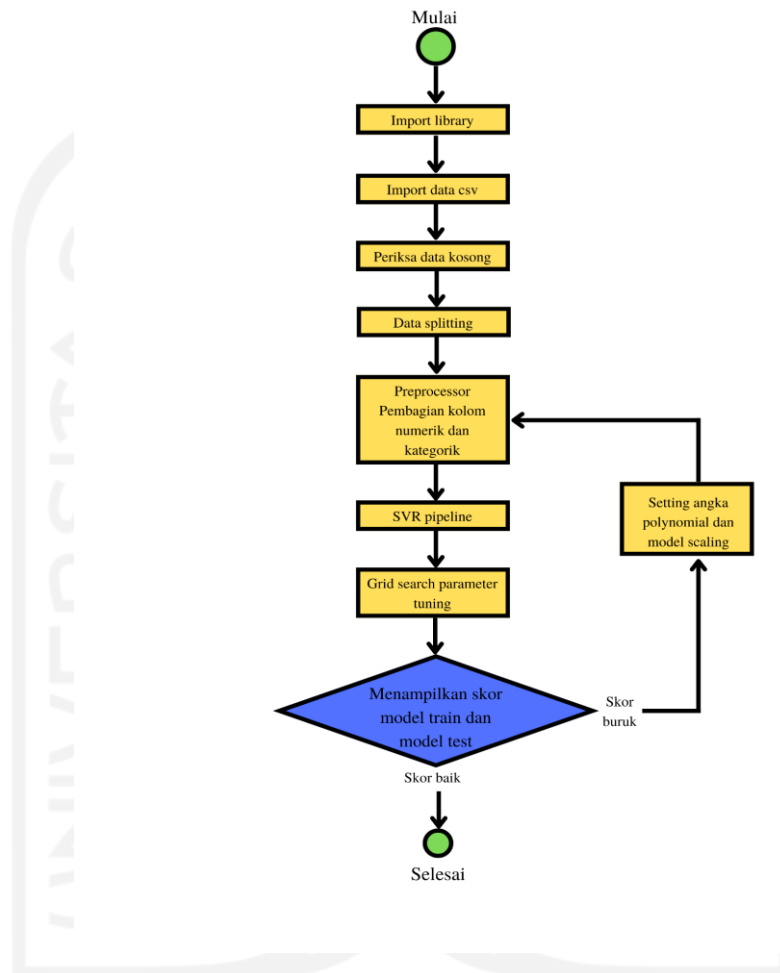 Mulai
Import library
Import data csv
Periksa data kosong
Data splitting
Preprocessor
Pembagian kolom
numerik dan
kategorik
SVR pipeline
Grid search parameter
tuning
Menampilkan skor
model train dan
model test
Skor
buruk
Setting angka
polynomial dan
model scaling
Skor baik
Selesai